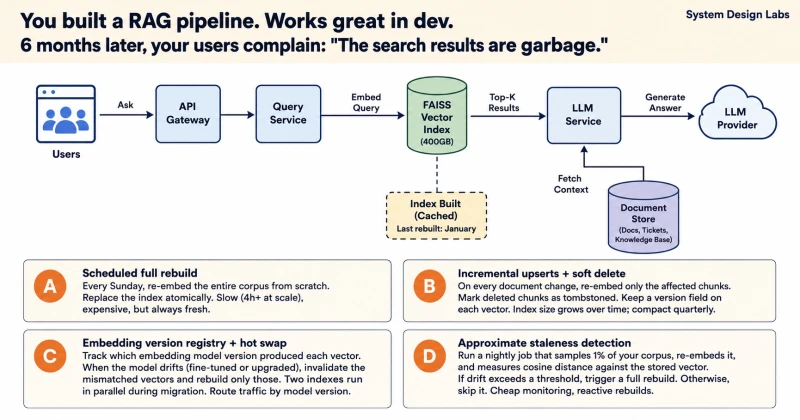 You built a RAG pipeline. Works great in dev.
6 months later, your users complain: "The search results are garbage."
System Design Labs
Users
Ask
API
Gateway
Query
Service
Embed
Query
FAISS
Vector
Index
(400GB)
Top-K
Results
LLM
Service
Generate
Answer
LLM
Provider
Index Built
(Cached)
Last rebuilt: January
Fetch
Context
Document
Store
(Docs, Tickets,
Knowledge Base)
A
Scheduled full rebuild
Every Sunday, re-embed the entire corpus from scratch.
Replace the index atomically. Slow (4h+ at scale),
expensive, but always fresh.
B
Incremental upserts + soft delete
On every document change, re-embed only the affected chunks.
Mark deleted chunks as tombstoned. Keep a version field on
each vector. Index size grows over time; compact quarterly.
C
Embedding version registry + hot swap
Track which embedding model version produced each vector.
When the model drifts (fine-tuned or upgraded), invalidate the
mismatched vectors and rebuild only those. Two indexes run
in parallel during migration. Route traffic by model version.
D
Approximate staleness detection
Run a nightly job that samples 1% of your corpus, re-embeds it,
and measures cosine distance against the stored vector.
If drift exceeds a threshold, trigger a full rebuild. Otherwise,
skip it. Cheap monitoring, reactive rebuilds.